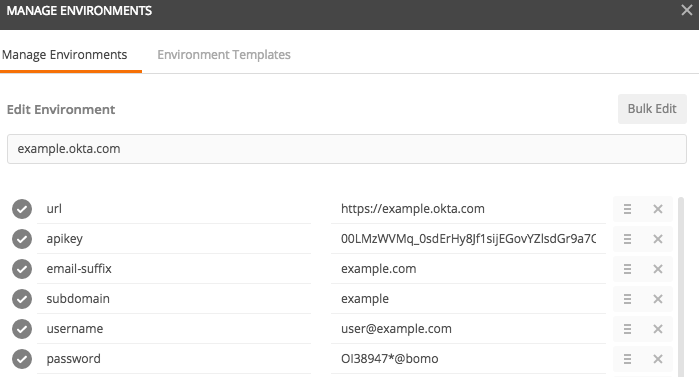 MANAGE ENVIRONMENTS
Manage Environments Environment Templates
Edit Environment Bulk Edit
example.okta.com
url https://example.okta.com
apikey 00LMzWVMq_0sdErHy8Jf1sijEGovYZlsdGr9a7C
email-suffix example.com
subdomain example
username user@example.com
password OI38947*@bomo